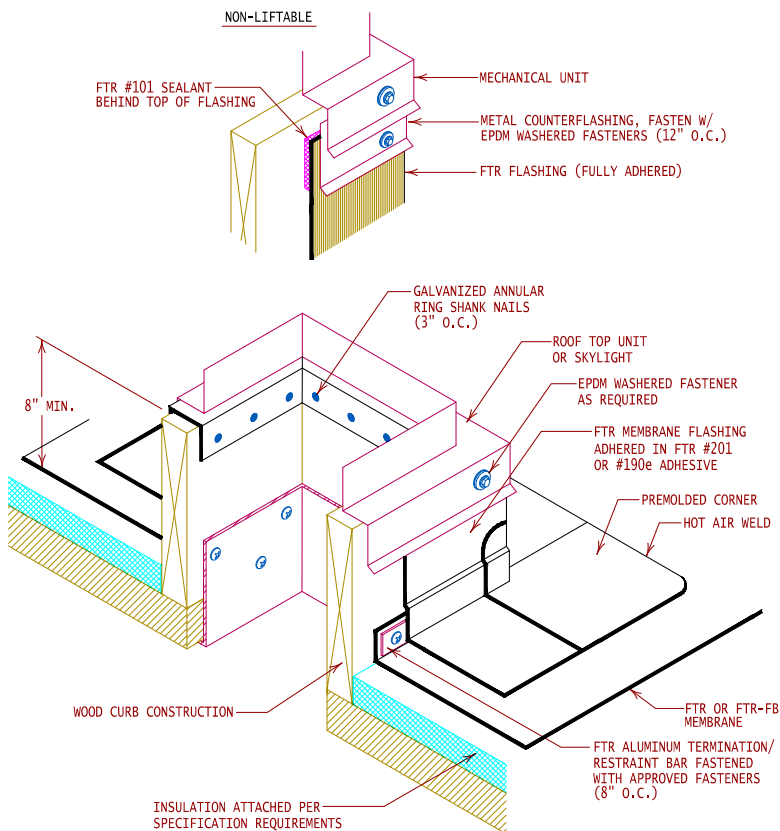 NON-LIFTABLE
FTR #101 SEALANT
BEHIND TOP OF FLASHING
MECHANICAL UNIT
METAL COUNTERFLASHING, FASTEN W/
EPDM WASHERED FASTENERS (12" O.C.)
FTR FLASHING (FULLY ADHERED)
GALVANIZED ANNULAR
RING SHANK NAILS
(3" O.C.)
ROOF TOP UNIT
OR SKYLIGHT
8" MIN.
EPDM WASHERED FASTENER
AS REQUIRED
FTR MEMBRANE FLASHING
ADHERED IN FTR #201
OR #190e ADHESIVE
PREMOLDED CORNER
HOT AIR WELD
WOOD CURB CONSTRUCTION
FTR OR FTR-FB
MEMBRANE
FTR ALUMINUM TERMINATION/
RESTRAINT BAR FASTENED
WITH APPROVED FASTENERS
(8" O.C.)
INSULATION ATTACHED PER
SPECIFICATION REQUIREMENTS